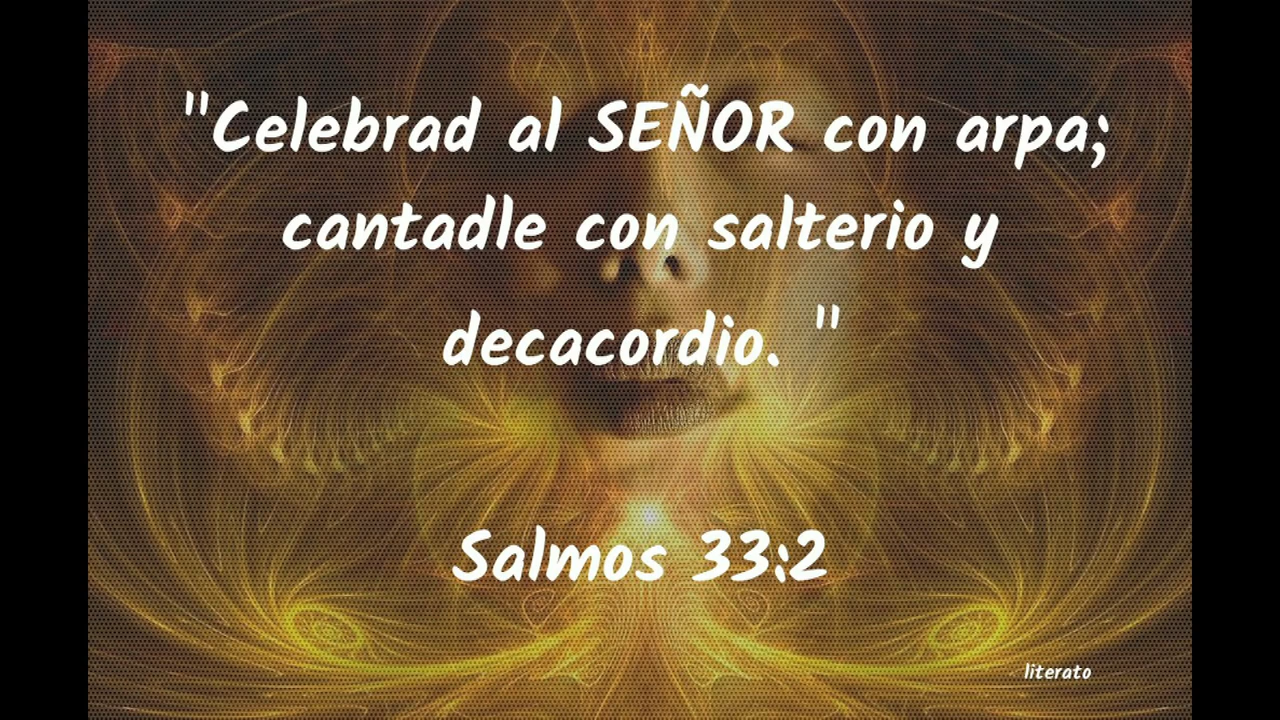 "Celebrad al SEÑOR con arpa;
cantadle con salterio y
decacordio. "
Salmos 33:2
literato